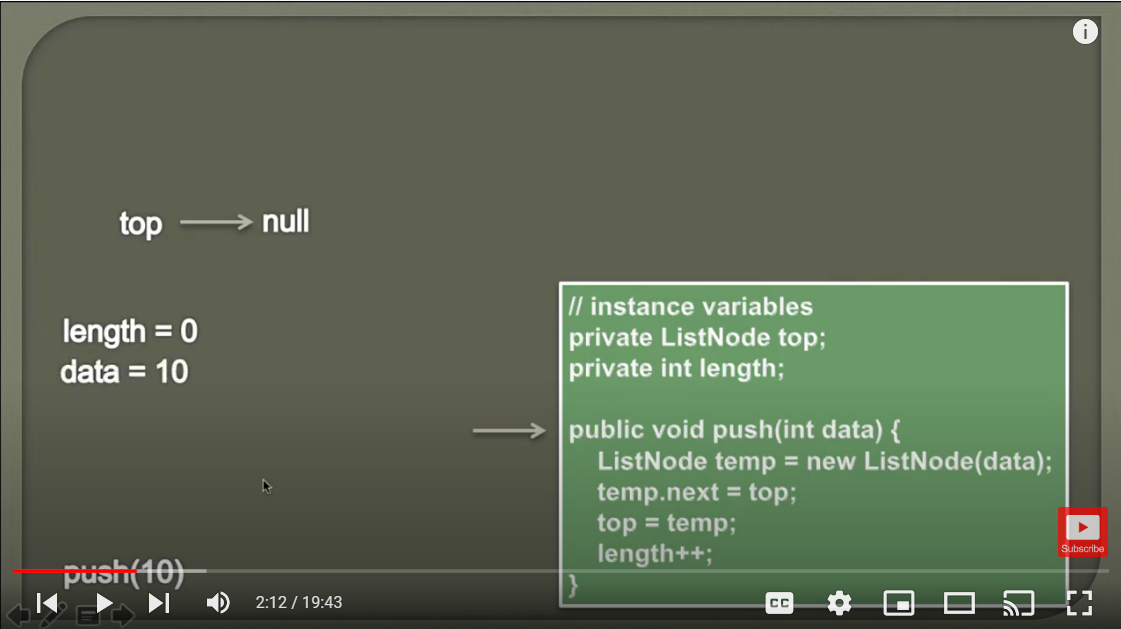 top
null
length = 0
data = 10
// instance variables
private ListNode top;
private int length;
public void push(int data) {
ListNode temp = new ListNode(data);
temp.next = top;
top = temp;
length++;
}
push(10)
Subscribe
2:12 / 19:43
CC
i